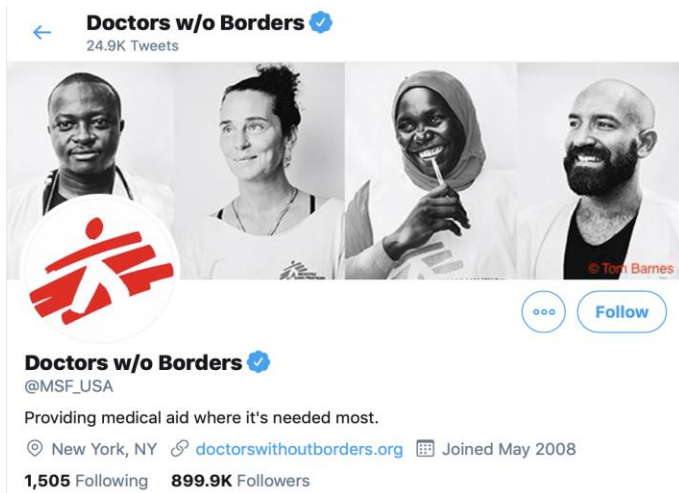 Doctors w/o Borders
24.9K Tweets
© Tom Barnes
Follow
Doctors w/o Borders
@MSF_USA
Providing medical aid where it's needed most.
New York, NY doctorswithoutborders.org Joined May 2008
1,505 Following 899.9K Followers